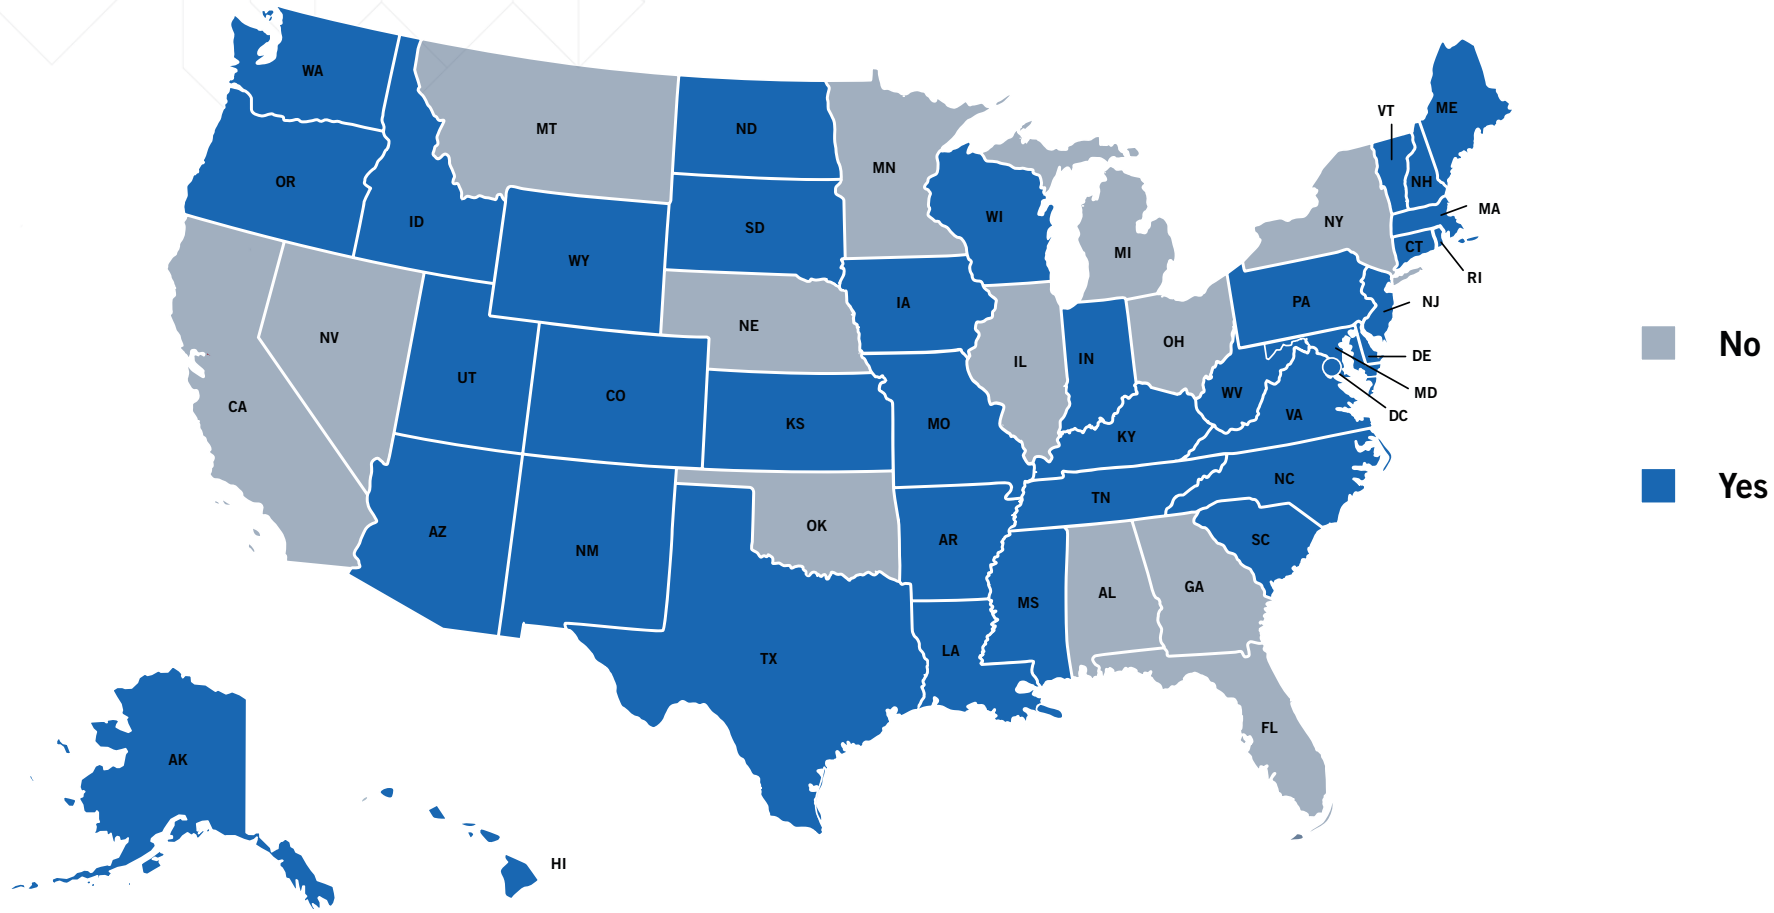 WA
MT
ND
MN
VT
ME
OR
ID
WY
SD
WI
MI
NY
NH
MA
CT
RI
NJ
NV
UT
CO
NE
IA
IL
IN
OH
PA
DE
MD
DC
No
CA
KS
MO
KY
WV
VA
Yes
AZ
NM
OK
AR
TN
NC
SC
TX
LA
MS
AL
GA
FL
AK
HI